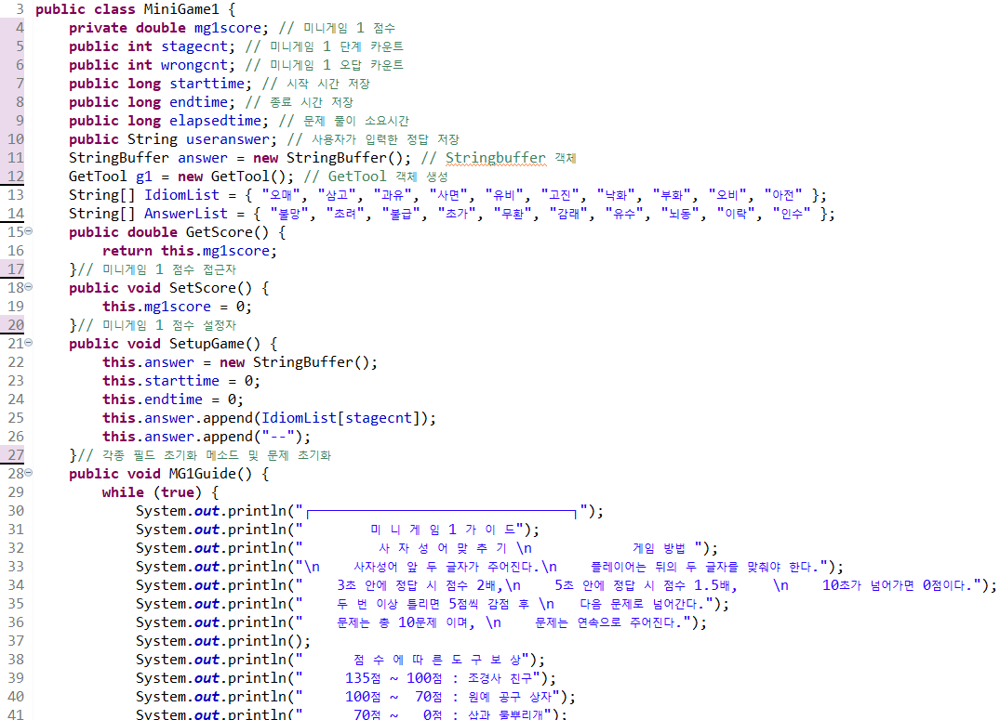 3 public class MiniGame1 {
4 private double mg1score; // 미니게임 1 점수
5 public int stagecnt; // 미니게임 1 단계 카운트
6 public int wrongcnt; // 미니게임 1 오답 카운트
7 public long starttime; // 시작 시간 저장
8 public long endtime; // 종료 시간 저장
9 public long elapsedtime; // 문제 풀이 소요시간
10 public String useranswer; // 사용자가 입력한 정답 저장
11 StringBuffer answer = new StringBuffer(); // Stringbuffer 객체
12 GetTool g1 = new GetTool(); // GetTool 객체 생성
13 String[] IdiomList = { "오매", "삼고", "과유", "사면", "유비", "고진", "낙화", "부화", "오비", "아전" };
14 String[] AnswerList = { "불망", "초려", "불급", "초가", "무환", "감래", "유수", "뇌동", "이락", "인수" };
15 public double GetScore() {
16 return this.mg1score;
17 }// 미니게임 1 점수 접근자
18 public void SetScore() {
19 this.mg1score = 0;
20 }// 미니게임 1 점수 설정자
21 public void SetupGame() {
22 this.answer = new StringBuffer();
23 this.starttime = 0;
24 this.endtime = 0;
25 this.answer.append(IdiomList[stagecnt]);
26 this.answer.append("--");
27 }// 각종 필드 초기화 메소드 및 문제 초기화
28 public void MG1Guide() {
29 while (true) {
30 System.out.println("┌────────────────────────────────┐");
31 System.out.println(" 미 니 게 임 1 가 이 드");
32 System.out.println(" 사 자 성 어 맞 추 기 \n 게임 방법 ");
33 System.out.println("\n 사자성어 앞 두 글자가 주어진다.\n 플레이어는 뒤의 두 글자를 맞춰야 한다.");
34 System.out.println(" 3초 안에 정답 시 점수 2배,\n 5초 안에 정답 시 점수 1.5배, \n 10초가 넘어가면 0점이다.");
35 System.out.println(" 두 번 이상 틀리면 5점씩 감점 후 \n 다음 문제로 넘어간다.");
36 System.out.println(" 문제는 총 10문제 이며, \n 문제는 연속으로 주어진다.");
37 System.out.println();
38 System.out.println(" 점 수 에 따 른 도 구 보 상");
39 System.out.println(" 135점 ~ 100점 : 조경사 친구");
40 System.out.println(" 100점 ~ 70점 : 원예 공구 상자");
41 System.out.println(" 70점 ~ 0점 : 삽과 물뿌리개");